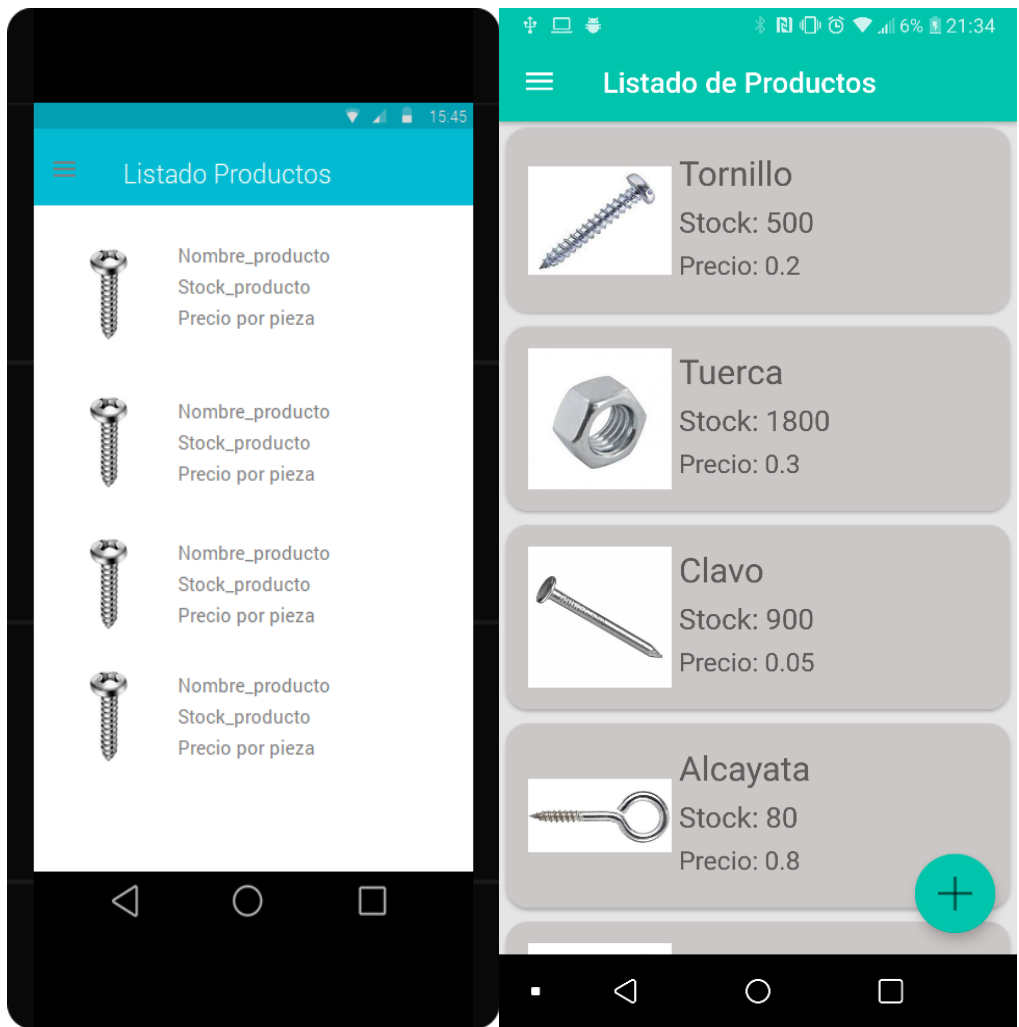 15:45
Listado Productos
Nombre_producto
Stock_producto
Precio por pieza
Nombre_producto
Stock_producto
Precio por pieza
Nombre_producto
Stock_producto
Precio por pieza
Nombre_producto
Stock_producto
Precio por pieza
6% 21:34
Listado de Productos
Tornillo
Stock: 500
Precio: 0.2
Tuerca
Stock: 1800
Precio: 0.3
Clavo
Stock: 900
Precio: 0.05
Alcayata
Stock: 80
Precio: 0.8